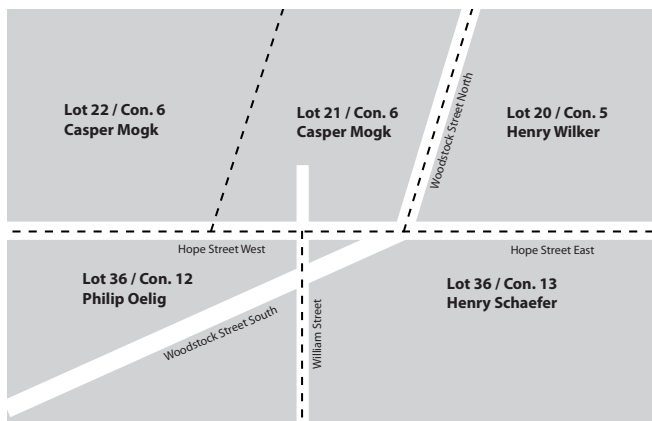 Lot 22 / Con. 6
Casper Mogk
Lot 21 / Con. 6
Casper Mogk
Woodstock Street North
Lot 20 / Con. 5
Henry Wilker
Hope Street West
Hope Street East
Lot 36 / Con. 12
Philip Oelig
Woodstock Street South
William Street
Lot 36 / Con. 13
Henry Schaefer